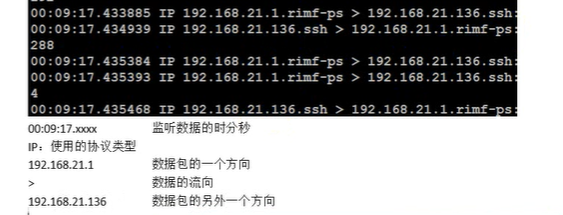 00:09:17.433885 IP 192.168.21.1.rimf-ps > 192.168.21.136.ssh:
00:09:17.434939 IP 192.168.21.136.ssh > 192.168.21.1.rimf-ps:
288
00:09:17.435384 IP 192.168.21.1.rimf-ps > 192.168.21.136.ssh:
00:09:17.435393 IP 192.168.21.1.rimf-ps > 192.168.21.136.ssh:
4
00:09:17.435468 IP 192.168.21.136.ssh > 192.168.21.1.rimf-ps:
00:09:17.xxxx 监听数据的时分秒
IP：使用的协议类型
192.168.21.1 数据包的一个方向
> 数据的流向
192.168.21.136 数据包的另外一个方向